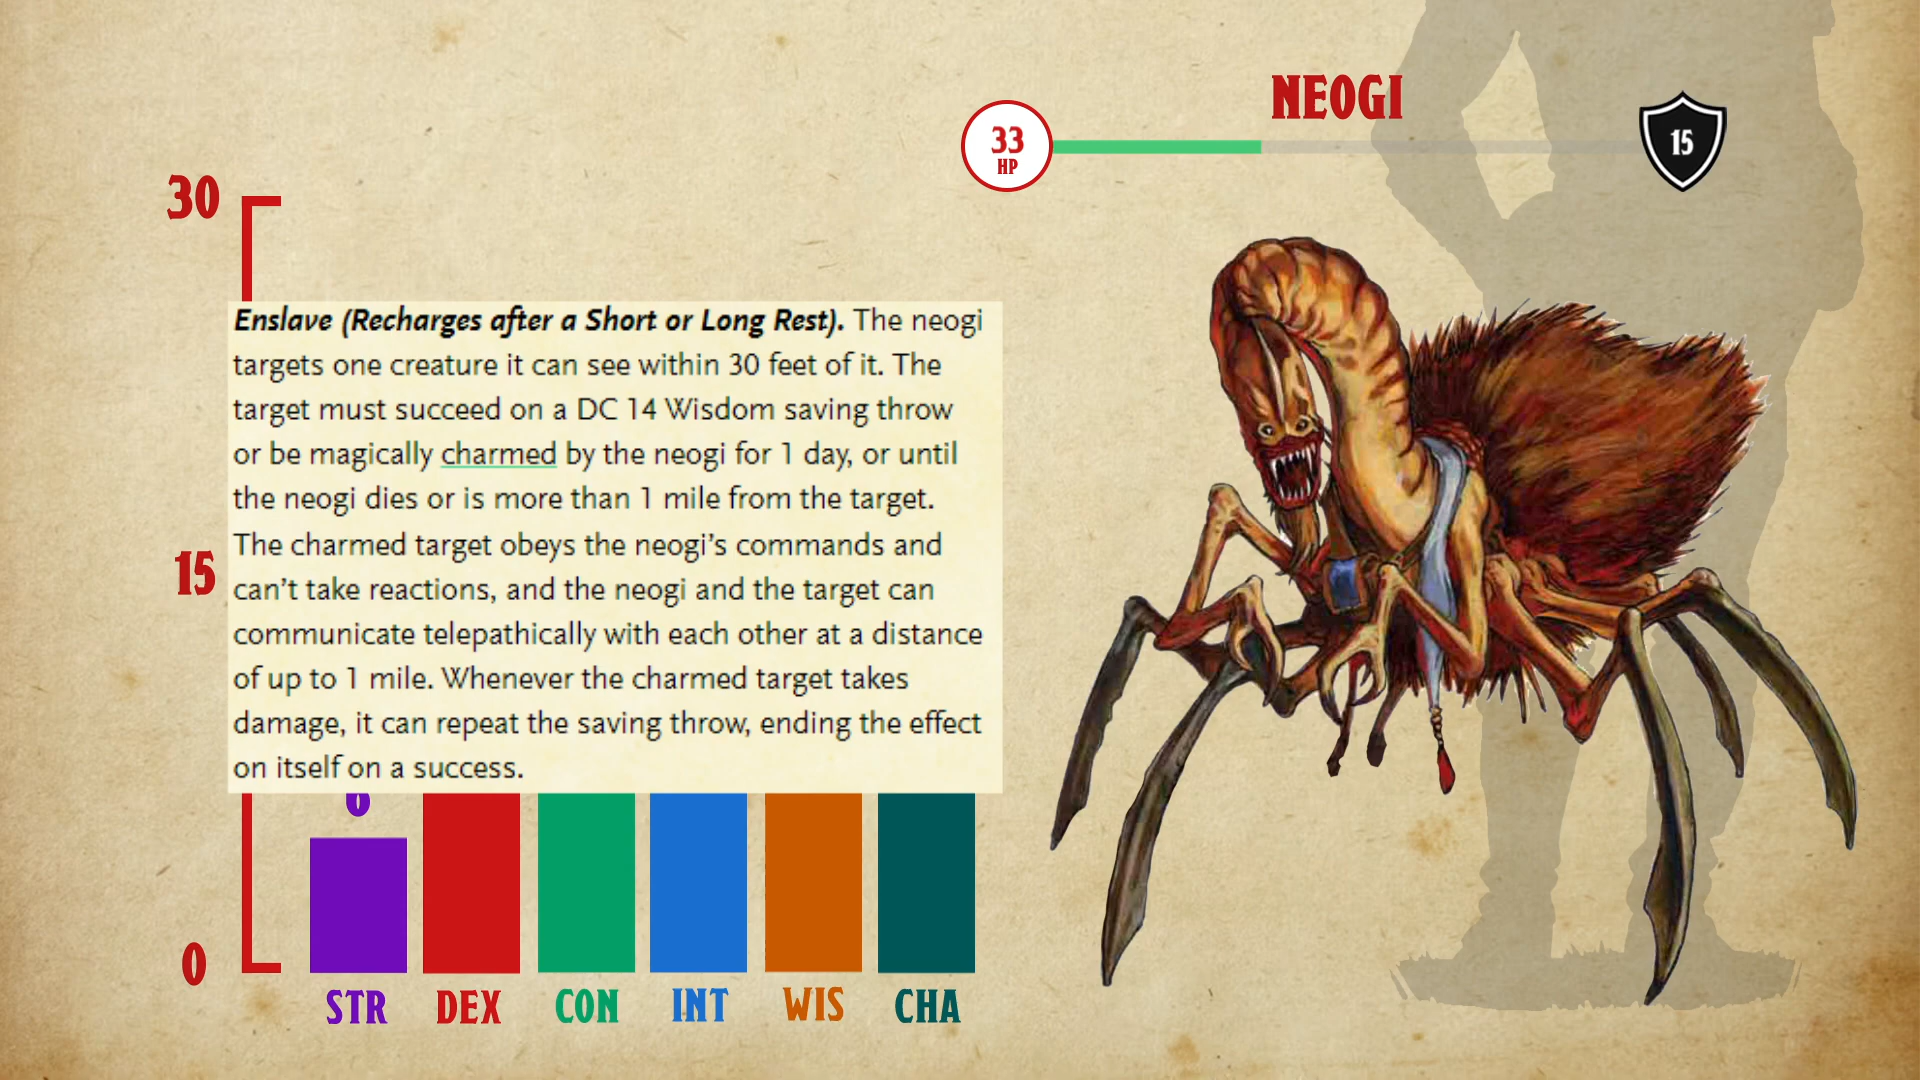 NEOGI
33
HP
15
30
Enslave (Recharges after a Short or Long Rest). The neogi
targets one creature it can see within 30 feet of it. The
target must succeed on a DC 14 Wisdom saving throw
or be magically charmed by the neogi for 1 day, or until
the neogi dies or is more than 1 mile from the target.
The charmed target obeys the neogi's commands and
can't take reactions, and the neogi and the target can
communicate telepathically with each other at a distance
of up to 1 mile. Whenever the charmed target takes
damage, it can repeat the saving throw, ending the effect
on itself on a success.
15
0
STR DEX CON INT WIS CHA